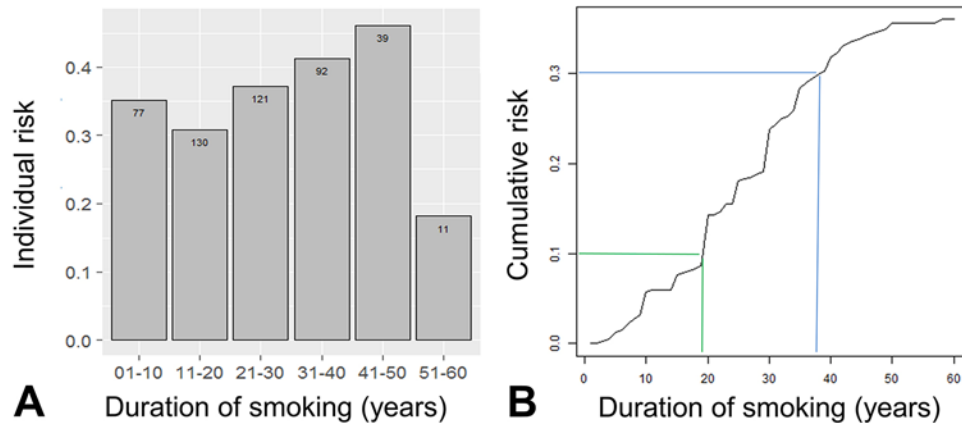 Individual risk
0.4
0.3
0.2
0.1
0.0
77
130
121
92
39
11
01-10 11-20 21-30 31-40 41-50 51-60
A Duration of smoking (years)
Cumulative risk
0.3
0.2
0.1
0.0
0 10 20 30 40 50 60
B Duration of smoking (years)